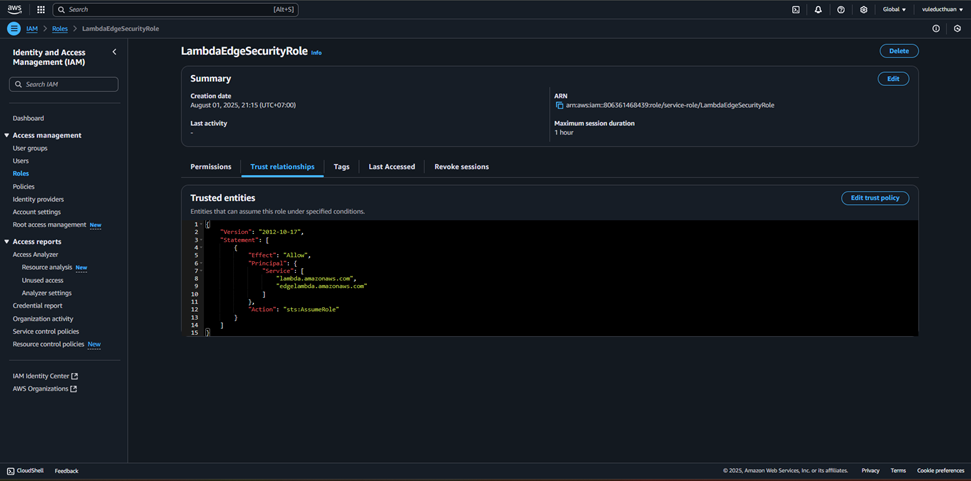 aws Search [Alt+S] Global ▼ vuleducthuan ▼
IAM > Roles > LambdaEdgeSecurityRole
Identity and Access
Management (IAM)
Search IAM
Dashboard
▼ Access management
User groups
Users
Roles
Policies
Identity providers
Account settings
Root access management New
▼ Access reports
Access Analyzer
Resource analysis New
Unused access
Analyzer settings
Credential report
Organization activity
Service control policies
Resource control policies New
IAM Identity Center
AWS Organizations
LambdaEdgeSecurityRole Info
Delete
Summary
Edit
Creation date
August 01, 2025, 21:15 (UTC+07:00)
ARN
arn:aws:iam::806361468439:role/service-role/LambdaEdgeSecurityRole
Last activity
-
Maximum session duration
1 hour
Permissions Trust relationships Tags Last Accessed Revoke sessions
Trusted entities
Edit trust policy
Entities that can assume this role under specified conditions.
1 {
2 "Version": "2012-10-17",
3 "Statement": [
4 {
5 "Effect": "Allow",
6 "Principal": {
7 "Service": [
8 "lambda.amazonaws.com",
9 "edgelambda.amazonaws.com"
10 ]
11 },
12 "Action": "sts:AssumeRole"
13 }
14 ]
15 }
CloudShell Feedback © 2025, Amazon Web Services, Inc. or its affiliates. Privacy Terms Cookie preferences